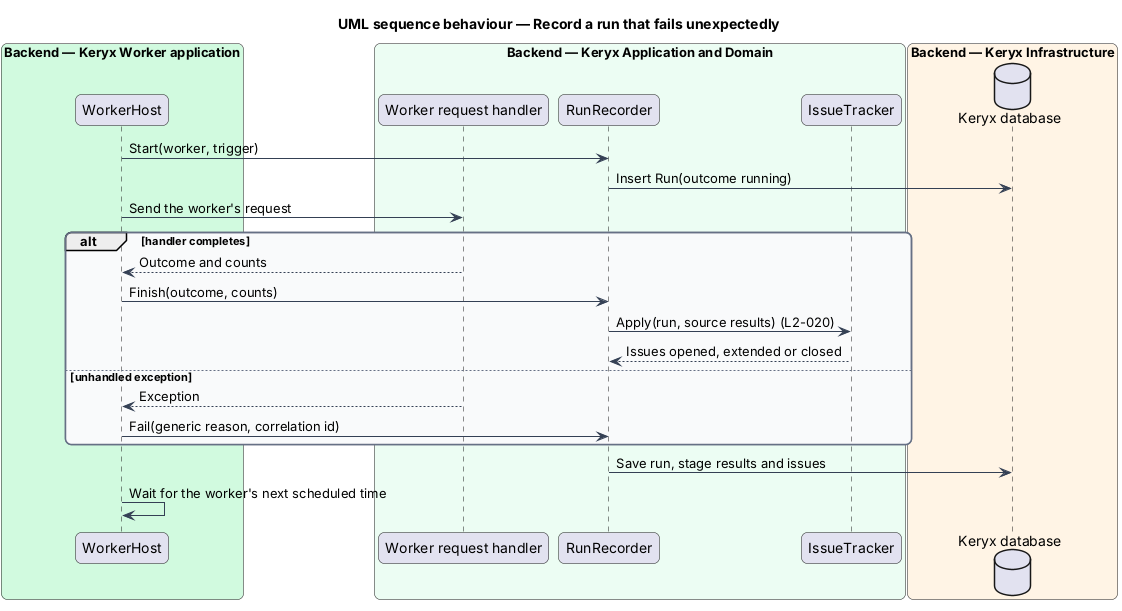 UML sequence behaviour — Record a run that fails unexpectedly
Backend — Keryx Worker application
Backend — Keryx Application and Domain
Backend — Keryx Infrastructure
WorkerHost
Worker request handler
RunRecorder
IssueTracker
Keryx database
Start(worker, trigger)
Insert Run(outcome running)
Send the worker's request
alt
[handler completes]
Outcome and counts
Finish(outcome, counts)
Apply(run, source results) (L2-020)
Issues opened, extended or closed
[unhandled exception]
Exception
Fail(generic reason, correlation id)
Save run, stage results and issues
Wait for the worker's next scheduled time
WorkerHost
Worker request handler
RunRecorder
IssueTracker
Keryx database